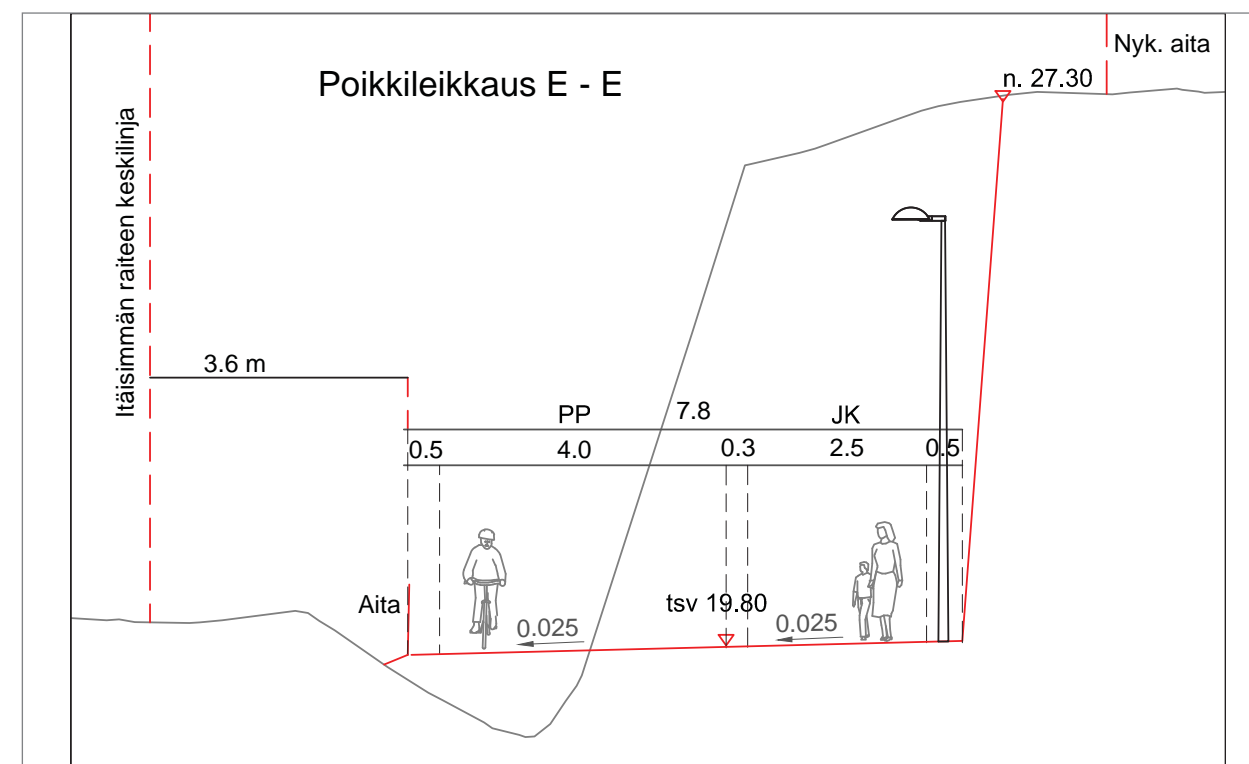 Nyk. aita
n. 27.30
Poikkileikkaus E - E
Itäisimmän raiteen keskilinja
3.6 m
PP
7.8
JK
0.5
4.0
0.3
2.5
0.5
Aita
tsv 19.80
0.025
0.025